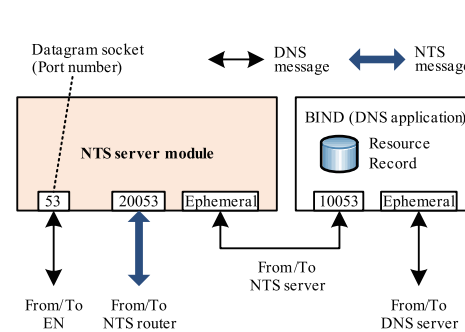 Datagram socket
(Port number)
DNS
message
NTS
message
BIND (DNS application)
Resource
Record
NTS server module
53
20053
Ephemeral
10053
Ephemeral
From/To
NTS server
From/To
EN
From/To
NTS router
From/To
DNS server